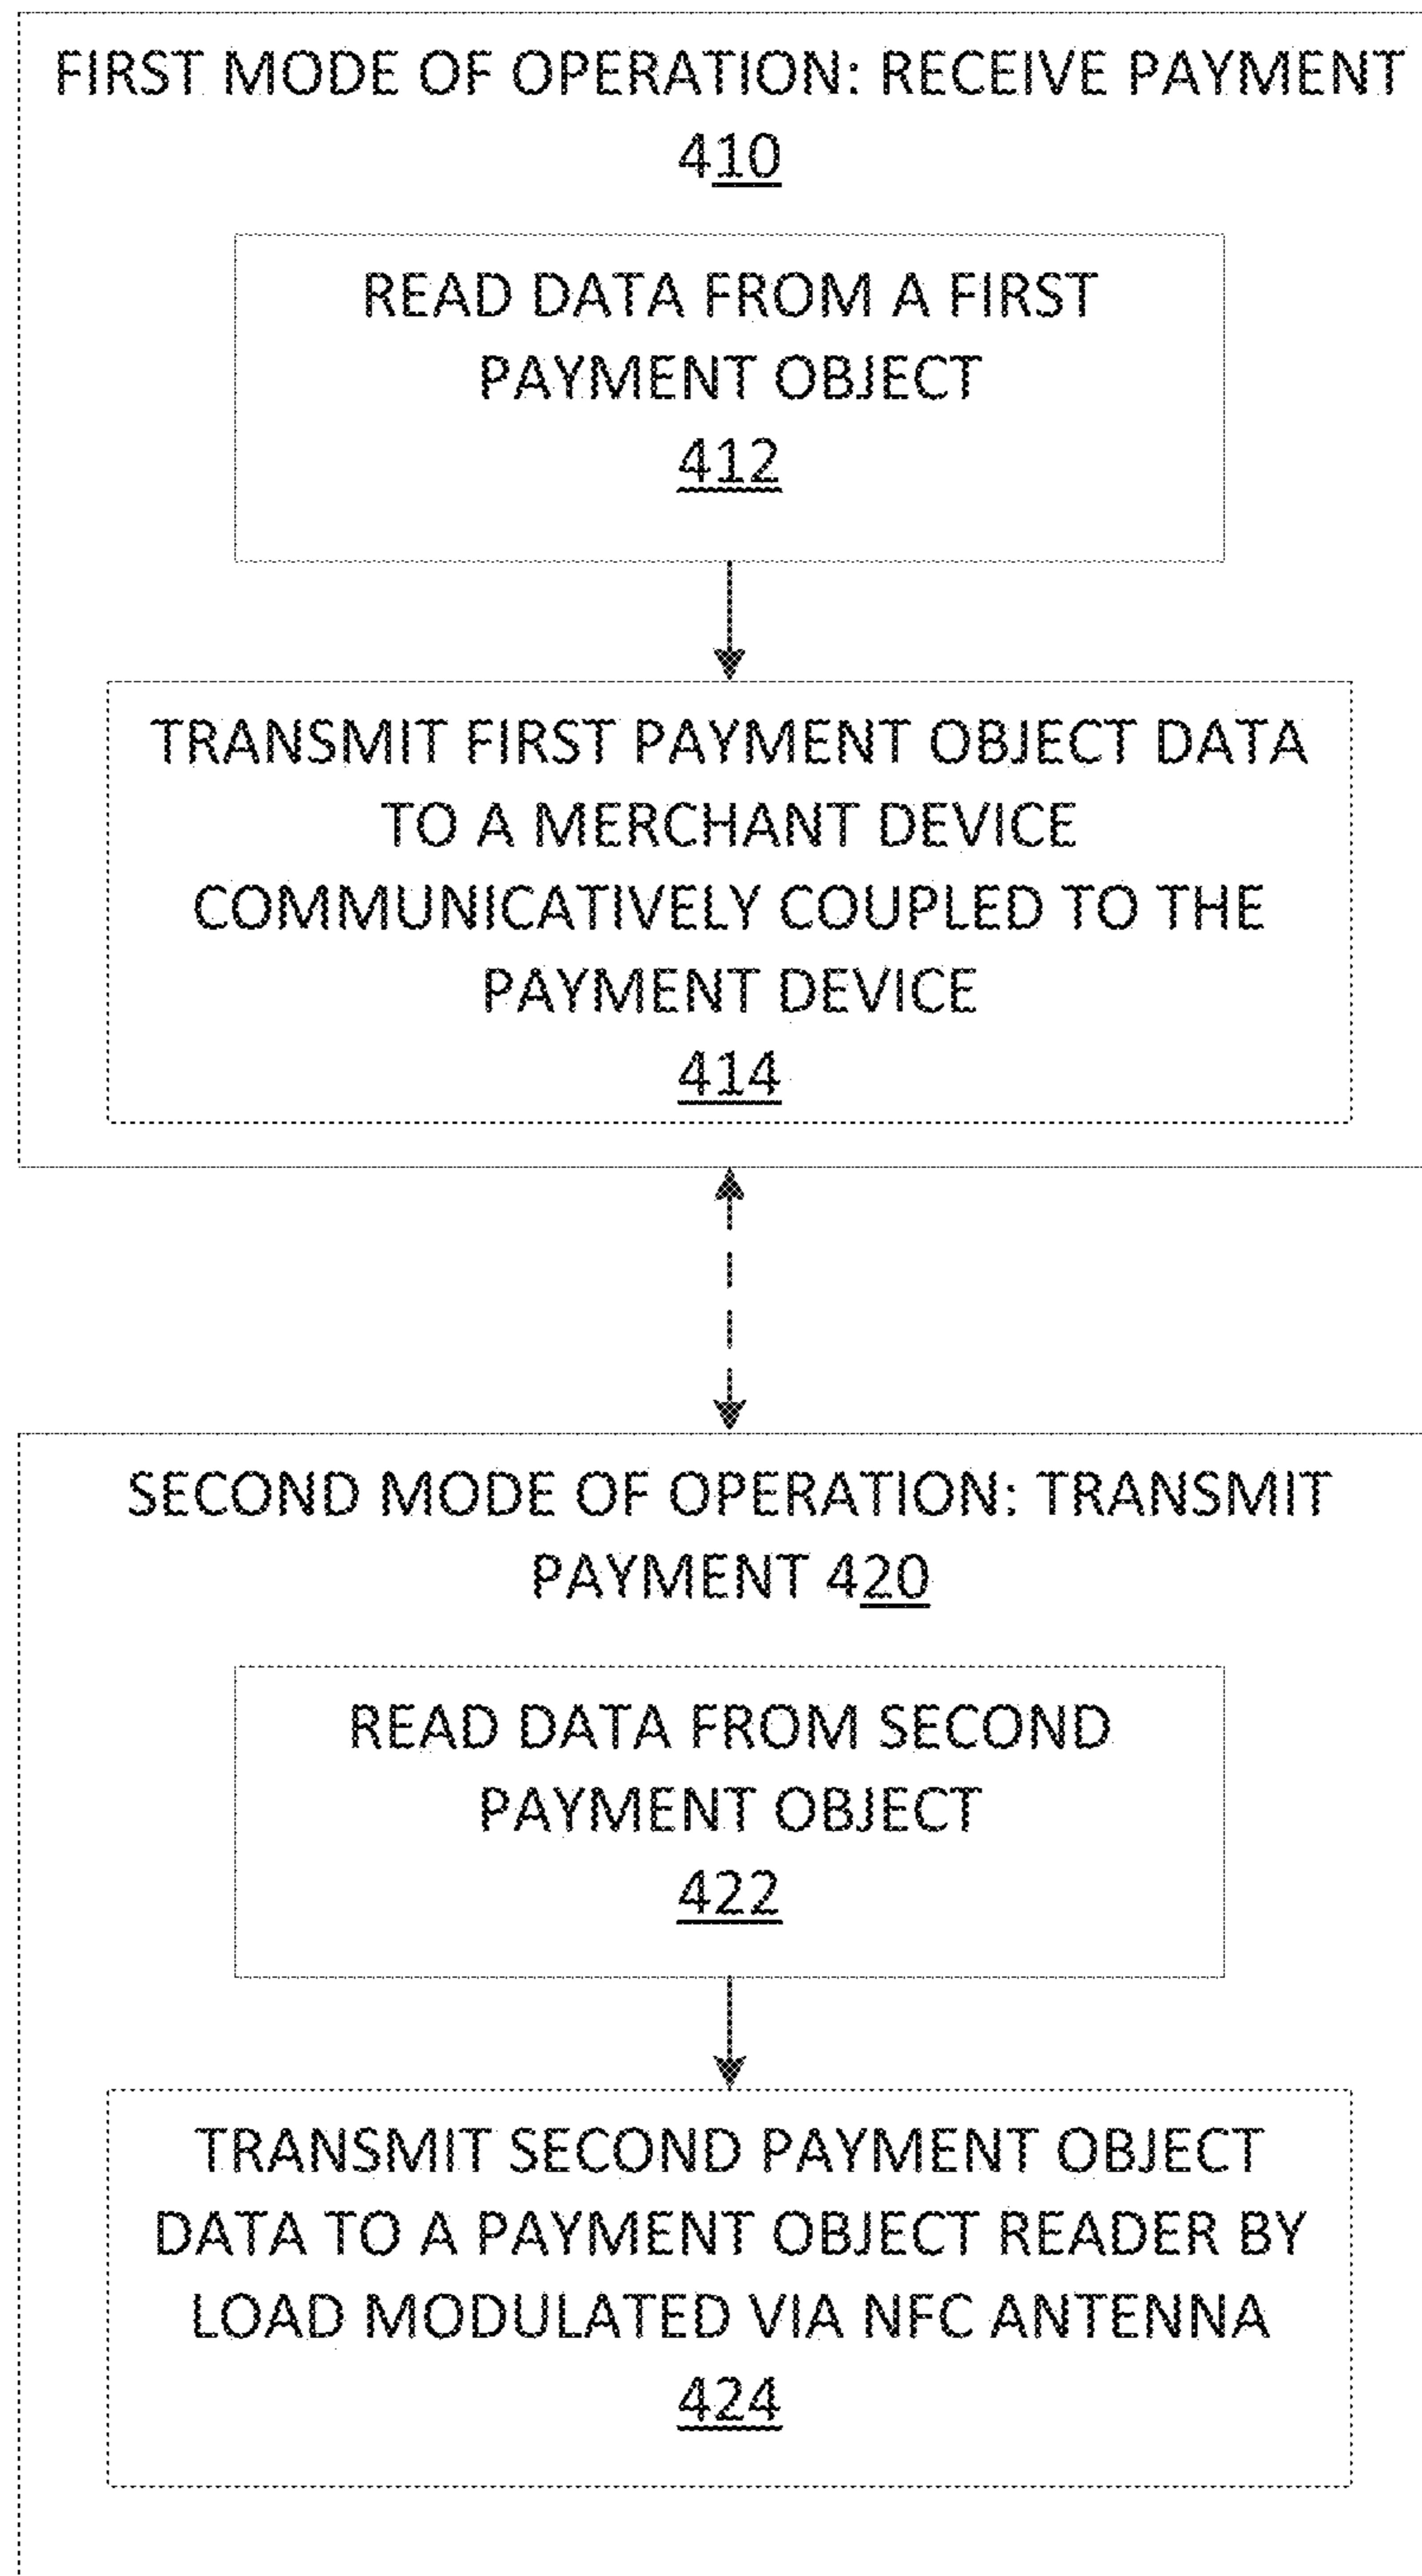 FIRST MODE OF OPERATION: RECEIVE PAYMENT
410
READ DATA FROM A FIRST
PAYMENT OBJECT
412
TRANSMIT FIRST PAYMENT OBJECT DATA
TO A MERCHANT DEVICE
COMMUNICATIVELY COUPLED TO THE
PAYMENT DEVICE
414
SECOND MODE OF OPERATION: TRANSMIT
PAYMENT 420
READ DATA FROM SECOND
PAYMENT OBJECT
422
TRANSMIT SECOND PAYMENT OBJECT
DATA TO A PAYMENT OBJECT READER BY
LOAD MODULATED VIA NFC ANTENNA
424